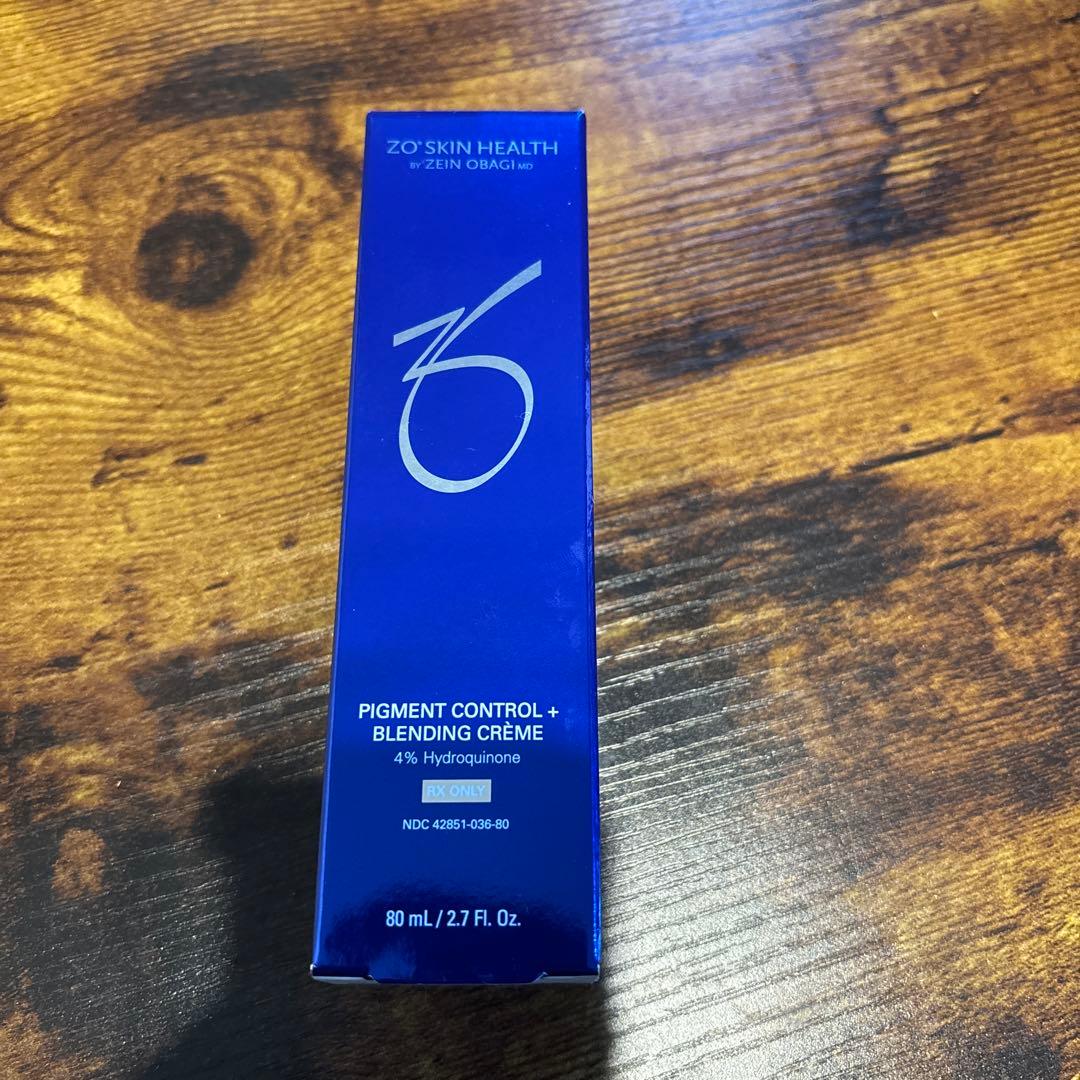 ZO® SKIN HEALTH
BY ZEIN OBAGI MD
PIGMENT CONTROL +
BLENDING CRÈME
4% Hydroquinone
RX ONLY
NDC 42851-036-80
80 mL / 2.7 Fl. Oz.